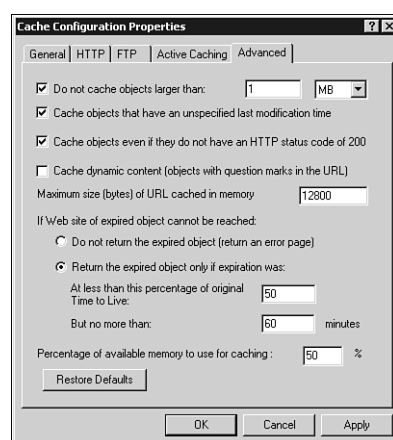 Cache Configuration Properties
General HTTP FTP Active Caching Advanced
Do not cache objects larger than: 1 MB
Cache objects that have an unspecified last modification time
Cache objects even if they do not have an HTTP status code of 200
Cache dynamic content (objects with question marks in the URL)
Maximum size (bytes) of URL cached in memory 12800
If Web site of expired object cannot be reached:
Do not return the expired object (return an error page)
Return the expired object only if expiration was:
At less than this percentage of original
Time to Live: 50
But no more than: 60 minutes
Percentage of available memory to use for caching : 50 %
Restore Defaults
OK Cancel Apply